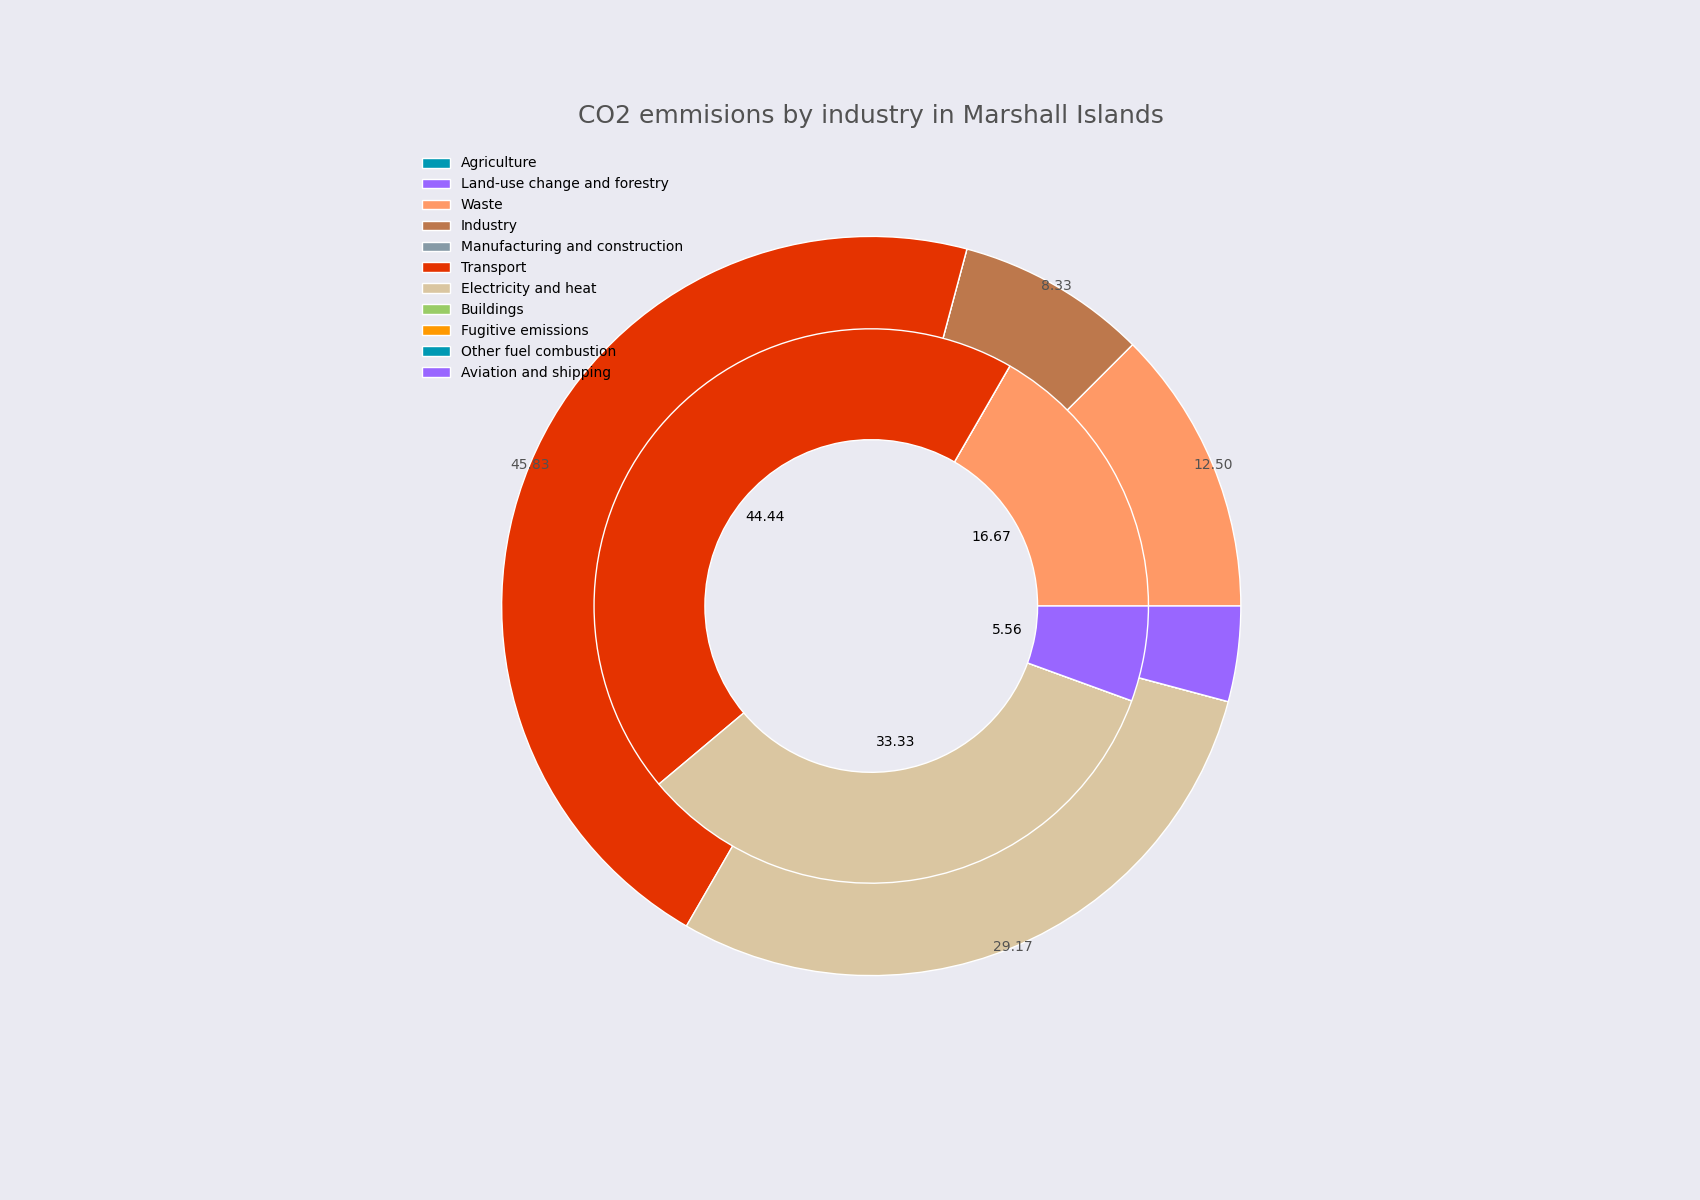 CO2 emmisions by industry in Marshall Islands
Agriculture
Land-use change and forestry
Waste
Industry
Manufacturing and construction
Transport
Electricity and heat
Buildings
Fugitive emissions
Other fuel combustion
Aviation and shipping
8.33
45.83
12.50
44.44
16.67
5.56
33.33
29.17